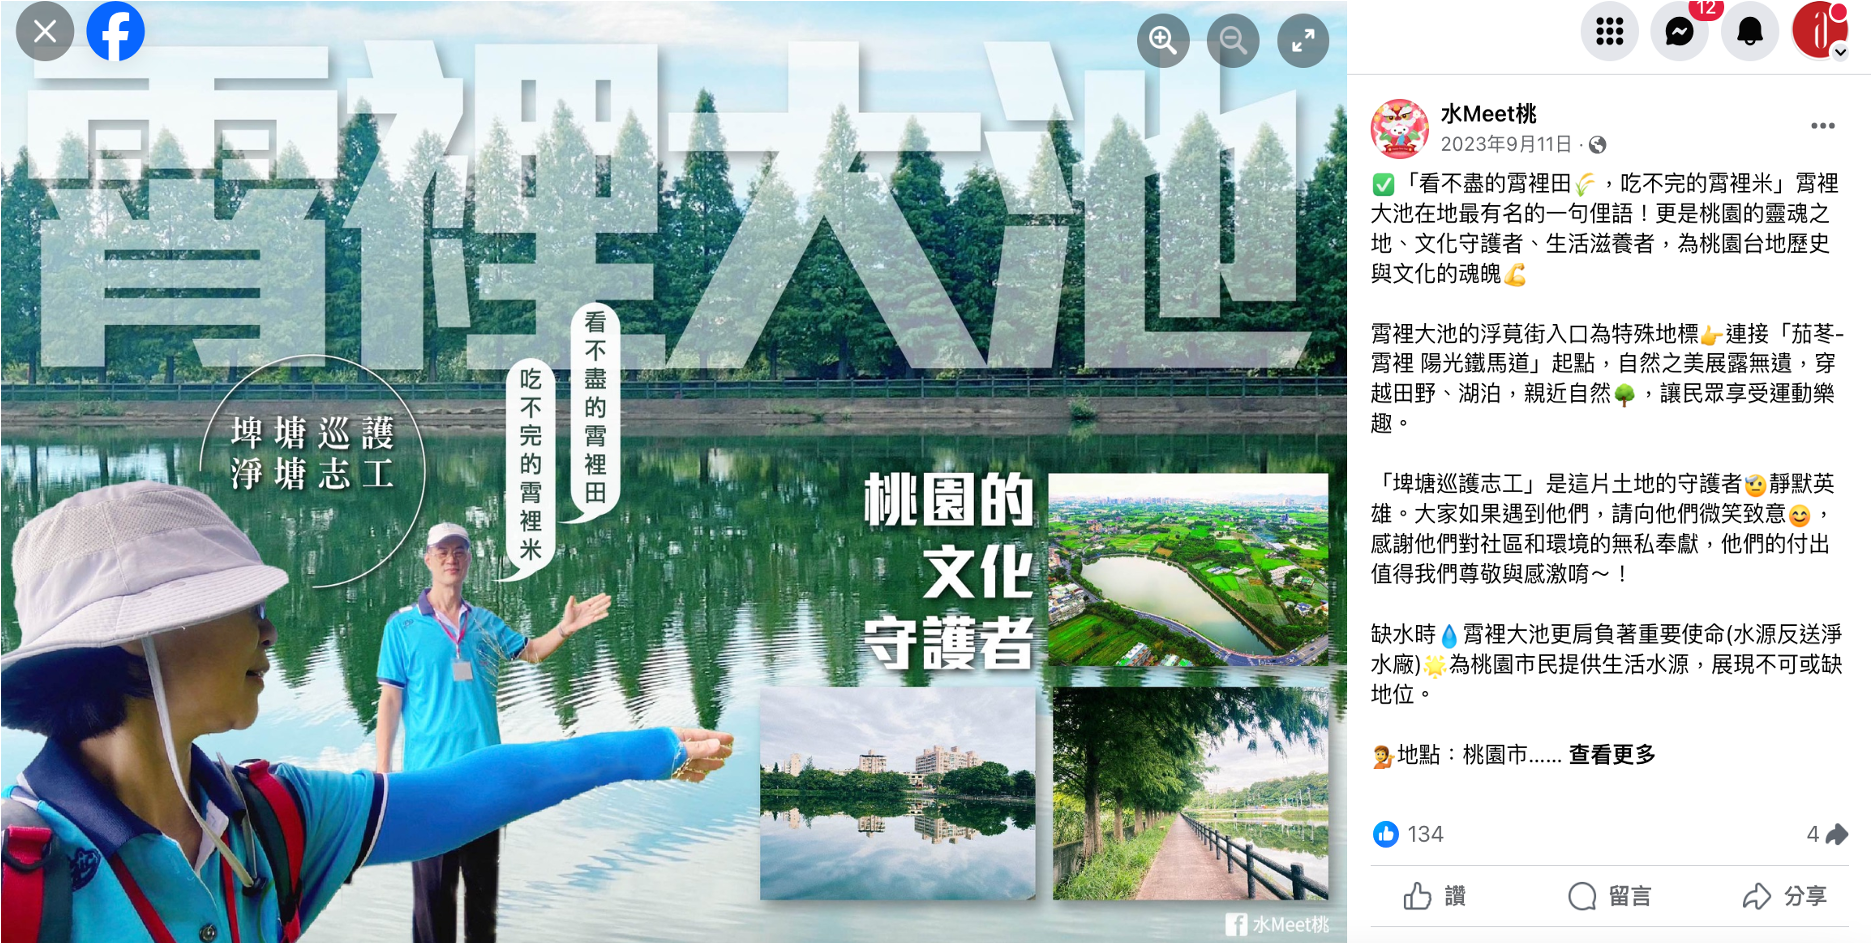 霄裡大池
看不盡的霄裡田
吃不完的霄裡米
埤塘巡護
淨塘志工
桃園的
文化
守護者
水Meet桃
12
水Meet桃
2023年9月11日
「看不盡的霄裡田，吃不完的霄裡米」霄裡
大池在地最有名的一句俚語！更是桃園的靈魂之
地、文化守護者、生活滋養者，為桃園台地歷史
與文化的魂魄
霄裡大池的浮莧街入口為特殊地標連接「茄苳-
霄裡 陽光鐵馬道」起點，自然之美展露無遺，穿
越田野、湖泊，親近自然，讓民眾享受運動樂
趣。
「埤塘巡護志工」是這片土地的守護者靜默英
雄。大家如果遇到他們，請向他們微笑致意，
感謝他們對社區和環境的無私奉獻，他們的付出
值得我們尊敬與感激唷～！
缺水時霄裡大池更肩負著重要使命(水源反送淨
水廠)為桃園市民提供生活水源，展現不可或缺
地位。
地點：桃園市...... 查看更多
134
4
讚
留言
分享